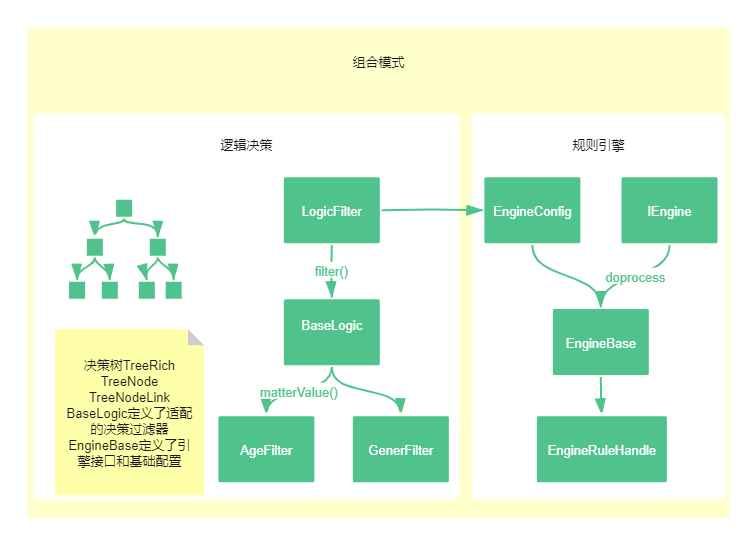 组合模式
逻辑决策
规则引擎
LogicFilter
EngineConfig
IEngine
filter()
doprocess
BaseLogic
EngineBase
决策树TreeRich
TreeNode
TreeNodeLink
BaseLogic定义了适配
的决策过滤器
EngineBase定义了引
擎接口和基础配置
matterValue()
AgeFilter
GenerFilter
EngineRuleHandle